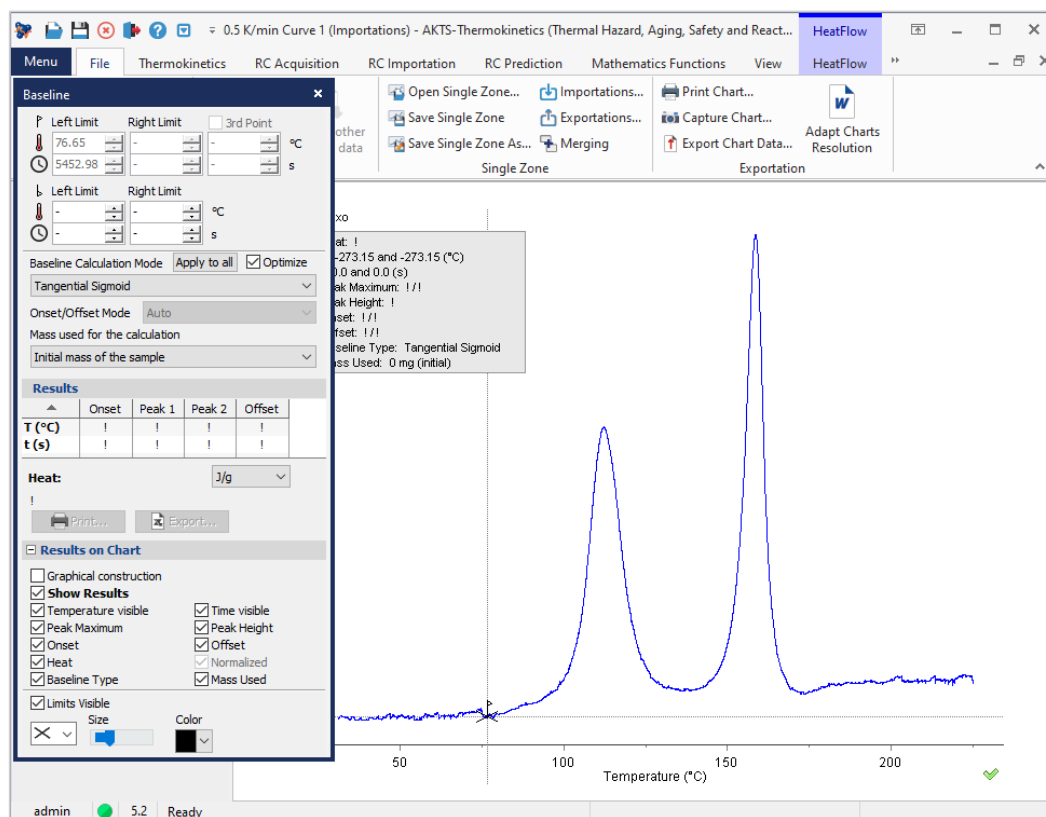 0.5 K/min Curve 1 (Importations) - AKTS-Thermokinetics (Thermal Hazard, Aging, Safety and React... HeatFlow
Menu File Thermokinetics RC Acquisition RC Importation RC Prediction Mathematics Functions View HeatFlow
Baseline
Left Limit Right Limit 3rd Point
76.65 - - °C
5452.98 - - s
Left Limit Right Limit
- - °C
- - s
Baseline Calculation Mode Apply to all Optimize
Tangential Sigmoid
Onset/Offset Mode Auto
Mass used for the calculation
Initial mass of the sample
Results
Onset Peak 1 Peak 2 Offset
T (°C) ! ! ! !
t (s) ! ! ! !
Heat: J/g
!
Print... Export...
Results on Chart
Graphical construction
Show Results
Temperature visible Time visible
Peak Maximum Peak Height
Onset Offset
Heat Normalized
Baseline Type Mass Used
Limits Visible
Size Color
other
data
Open Single Zone... Importations...
Save Single Zone Exportations...
Save Single Zone As... Merging
Single Zone
Print Chart...
Capture Chart...
Export Chart Data...
Adapt Charts
Resolution
Exportation
xo
at: !
-273.15 and -273.15 (°C)
0.0 and 0.0 (s)
ak Maximum: !/!
ak Height: !
set: !/!
fset: !/!
seline Type: Tangential Sigmoid
ass Used: 0 mg (initial)
50 100 150 200
Temperature (°C)
admin 5.2 Ready